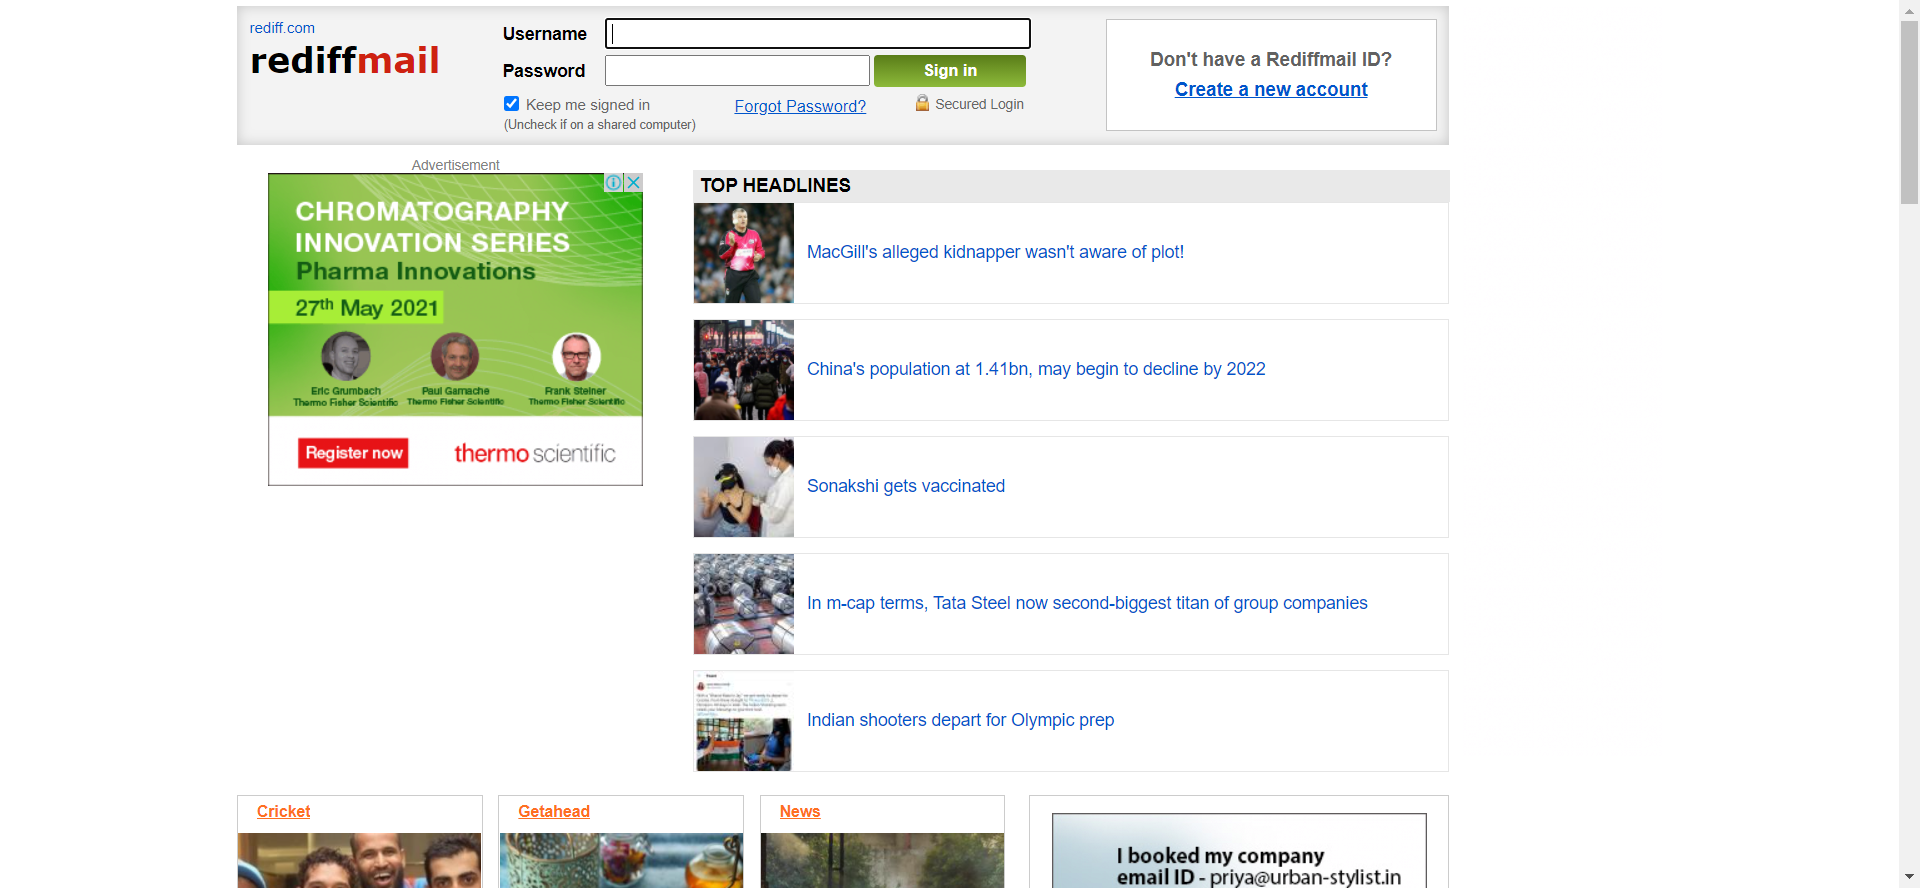 rediff.com
rediffmail
Username
Password
Sign in
Keep me signed in
(Uncheck if on a shared computer)
Forgot Password?
Secured Login
Don't have a Rediffmail ID?
Create a new account
Advertisement
CHROMATOGRAPHY
INNOVATION SERIES
Pharma Innovations
27th May 2021
Eric Grumbach
Thermo Fisher Scientific
Paul Gamache
Thermo Fisher Scientific
Frank Steiner
Thermo Fisher Scientific
Register now
thermo scientific
TOP HEADLINES
MacGill's alleged kidnapper wasn't aware of plot!
China's population at 1.41bn, may begin to decline by 2022
Sonakshi gets vaccinated
In m-cap terms, Tata Steel now second-biggest titan of group companies
Indian shooters depart for Olympic prep
Cricket
Getahead
News
I booked my company
email ID - priya@urban-stylist.in